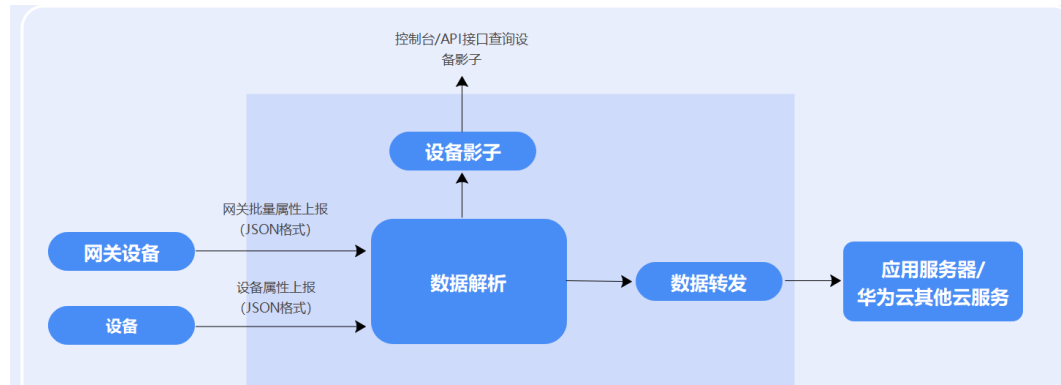 控制台/API接口查询设
备影子
设备影子
网关批量属性上报
（JSON格式）
网关设备
数据解析
数据转发
应用服务器/
华为云其他云服务
设备属性上报
（JSON格式）
设备